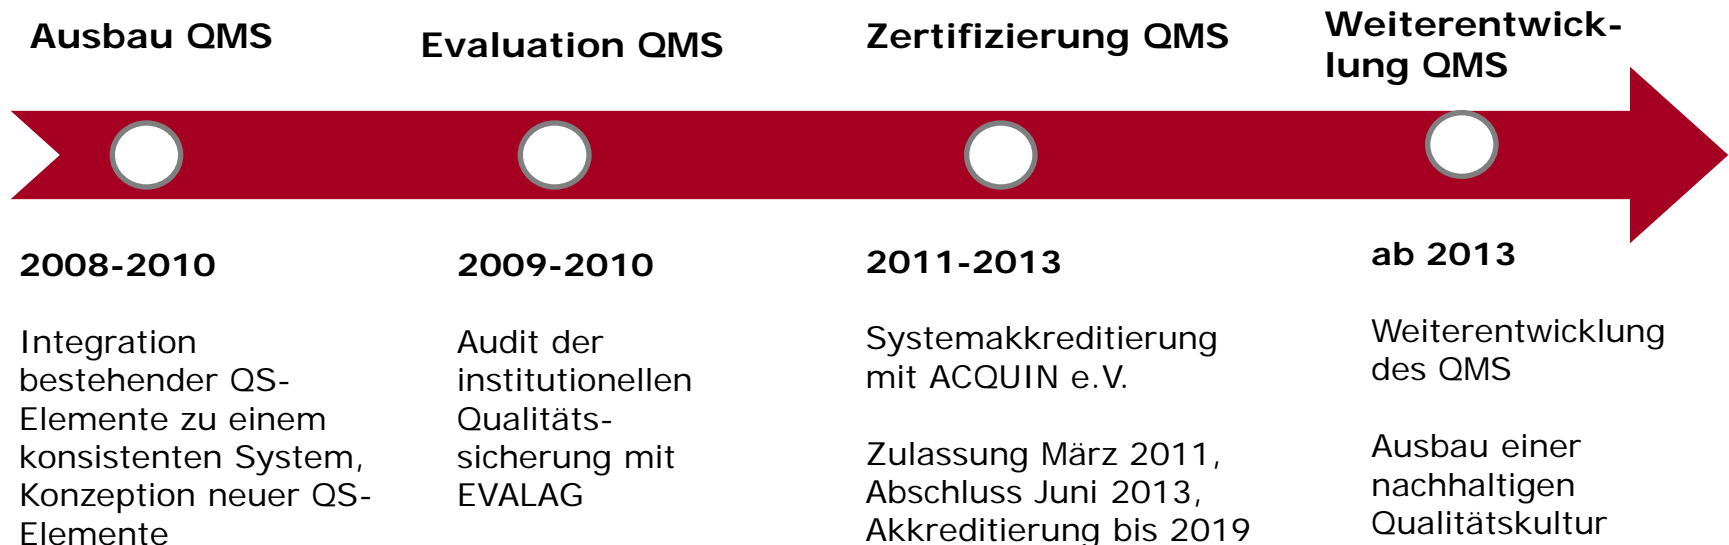 Ausbau QMS
Evaluation QMS
Zertifizierung QMS
Weiterentwick-
lung QMS
2008-2010
Integration
bestehender QS-
Elemente zu einem
konsistenten System,
Konzeption neuer QS-
Elemente
2009-2010
Audit der
institutionellen
Qualitäts-
sicherung mit
EVALAG
2011-2013
Systemakkreditierung
mit ACQUIN e.V.
Zulassung März 2011,
Abschluss Juni 2013,
Akkreditierung bis 2019
ab 2013
Weiterentwicklung
des QMS
Ausbau einer
nachhaltigen
Qualitätskultur